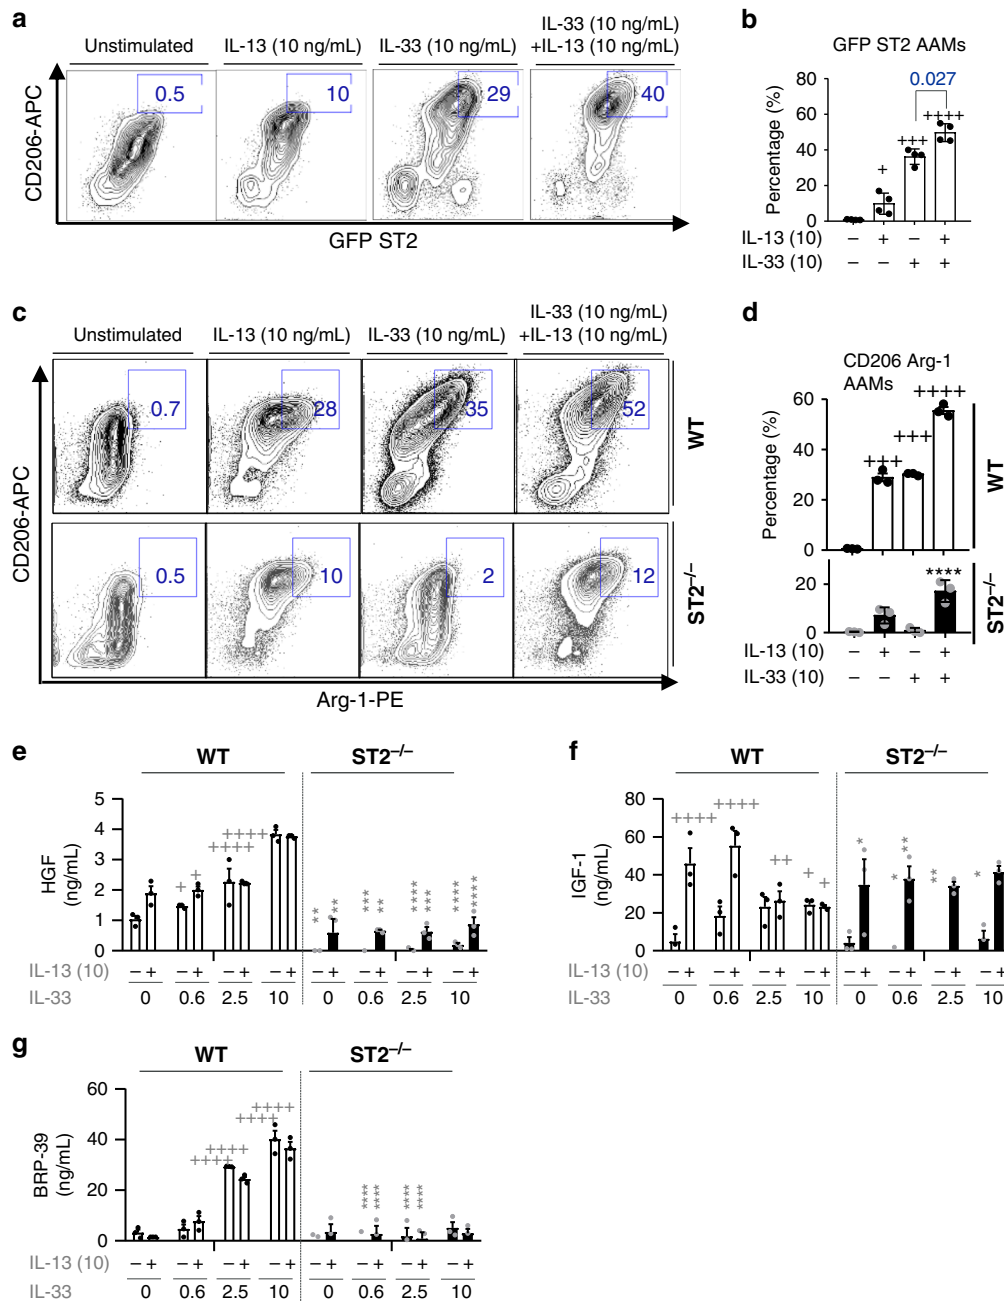 a
Unstimulated
IL-13 (10 ng/mL)
IL-33 (10 ng/mL)
IL-33 (10 ng/mL)
+IL-13 (10 ng/mL)
CD206-APC
0.5
10
29
40
GFP ST2
b
GFP ST2 AAMs
0.027
Percentage (%)
80
60
40
20
0
+
+++
++++
IL-13 (10) – + – +
IL-33 (10) – – + +
c
Unstimulated
IL-13 (10 ng/mL)
IL-33 (10 ng/mL)
IL-33 (10 ng/mL)
+IL-13 (10 ng/mL)
CD206-APC
0.7
28
35
52
WT
0.5
10
2
12
ST2–/–
Arg-1-PE
d
CD206 Arg-1
AAMs
Percentage (%)
60
40
20
0
+++
+++
++++
WT
20
0
****
ST2–/–
IL-13 (10) – + – +
IL-33 (10) – – + +
e
WT
ST2–/–
HGF
(ng/mL)
5
4
3
2
1
0
+
+
++++
++++
**
**
***
**
****
****
****
****
IL-13 (10) – + – + – + – + – + – + – + – +
IL-33 0 0.6 2.5 10 0 0.6 2.5 10
f
WT
ST2–/–
IGF-1
(ng/mL)
80
60
40
20
0
++++
++++
++
+ +
*
*
**
**
*
IL-13 (10) – + – + – + – + – + – + – + – +
IL-33 0 0.6 2.5 10 0 0.6 2.5 10
g
WT
ST2–/–
BRP-39
(ng/mL)
60
40
20
0
++++
++++
++++
++++
****
****
****
****
IL-13 (10) – + – + – + – + – + – + – + – +
IL-33 0 0.6 2.5 10 0 0.6 2.5 10